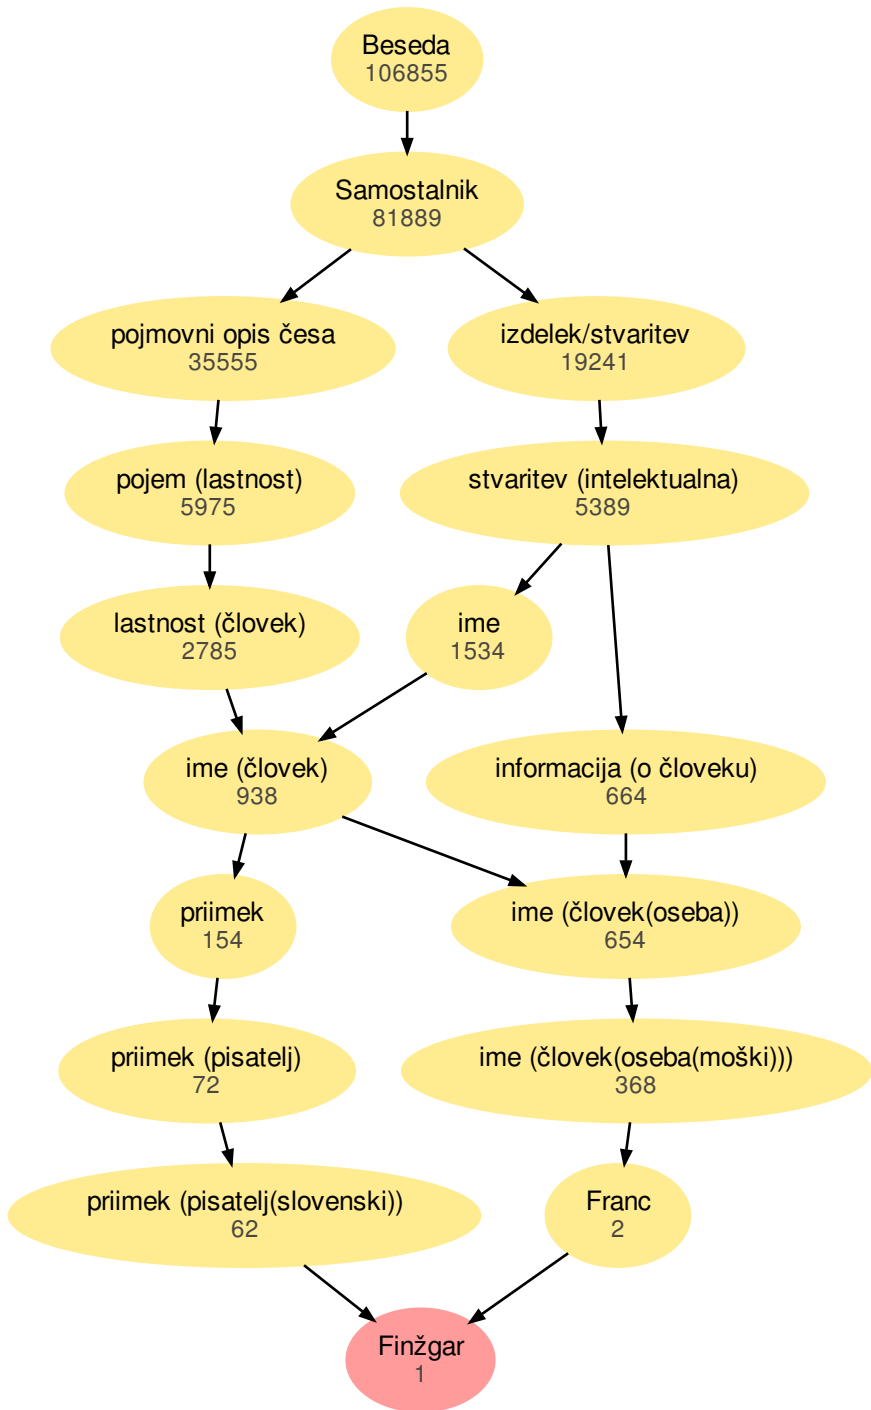 Beseda
106855
Samostalnik
81889
pojmovni opis česa
35555
izdelek/stvaritev
19241
pojem (lastnost)
5975
stvaritev (intelektualna)
5389
lastnost (človek)
2785
ime
1534
ime (človek)
938
informacija (o človeku)
664
priimek
154
ime (človek(oseba))
654
priimek (pisatelj)
72
ime (človek(oseba(moški)))
368
priimek (pisatelj(slovenski))
62
Franc
2
Finžgar
1